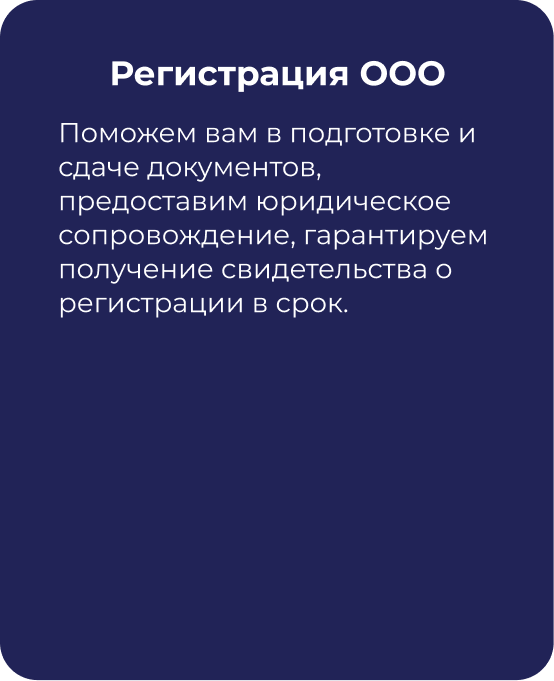 Регистрация ООО
Поможем вам в подготовке и
сдаче документов,
предоставим юридическое
сопровождение, гарантируем
получение свидетельства о
регистрации в срок.